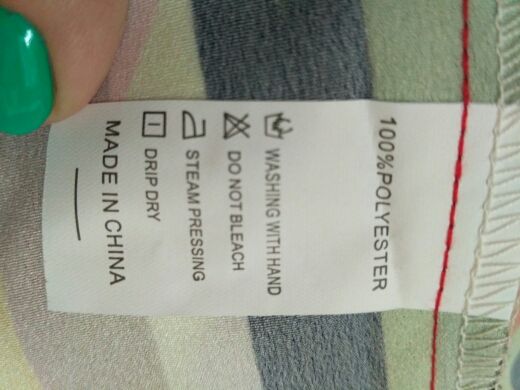 100%POLYESTER
WASHING WITH HAND
DO NOT BLEACH
STEAM PRESSING
DRIP DRY
MADE IN CHINA